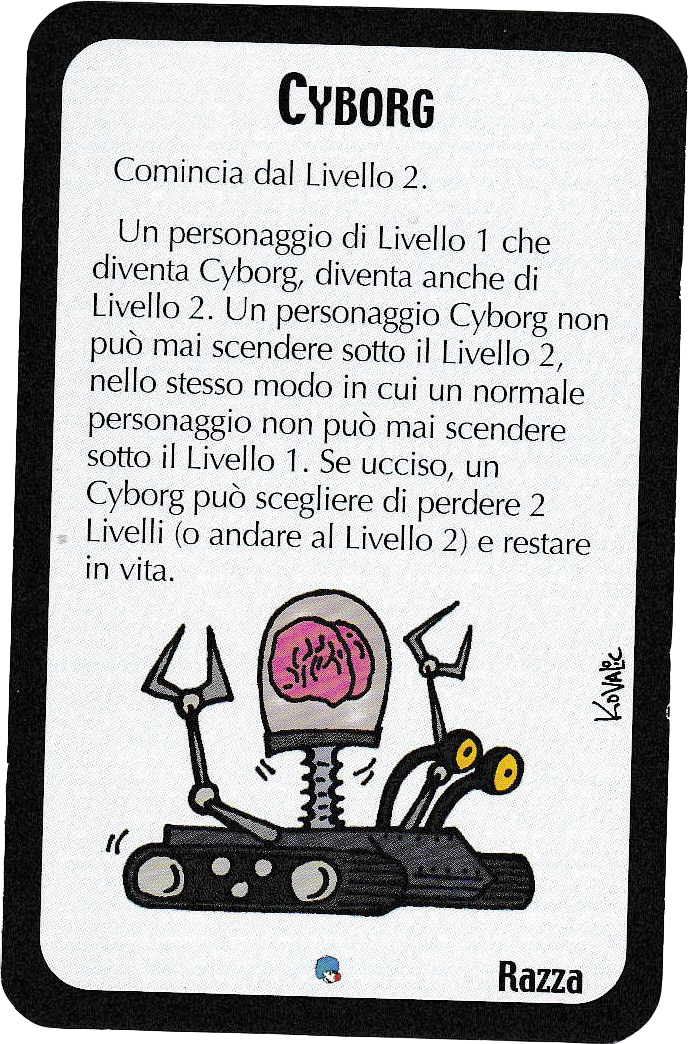 CYBORG
Comincia dal Livello 2.
Un personaggio di Livello 1 che
diventa Cyborg, diventa anche di
Livello 2. Un personaggio Cyborg non
può mai scendere sotto il Livello 2,
nello stesso modo in cui un normale
personaggio non può mai scendere
sotto il Livello 1. Se ucciso, un
Cyborg può scegliere di perdere 2
Livelli (o andare al Livello 2) e restare
in vita.
KOVALIC
Razza